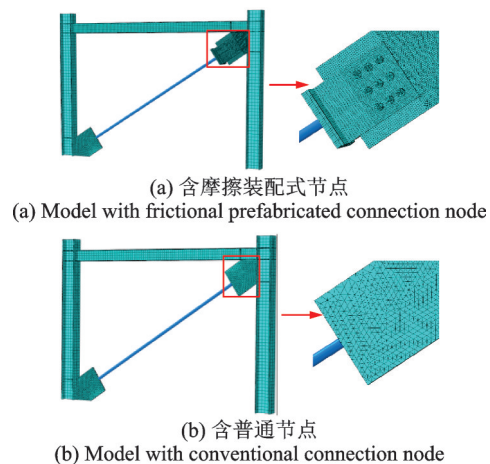 (a) 含摩擦装配式节点
(a) Model with frictional prefabricated connection node
(b) 含普通节点
(b) Model with conventional connection node